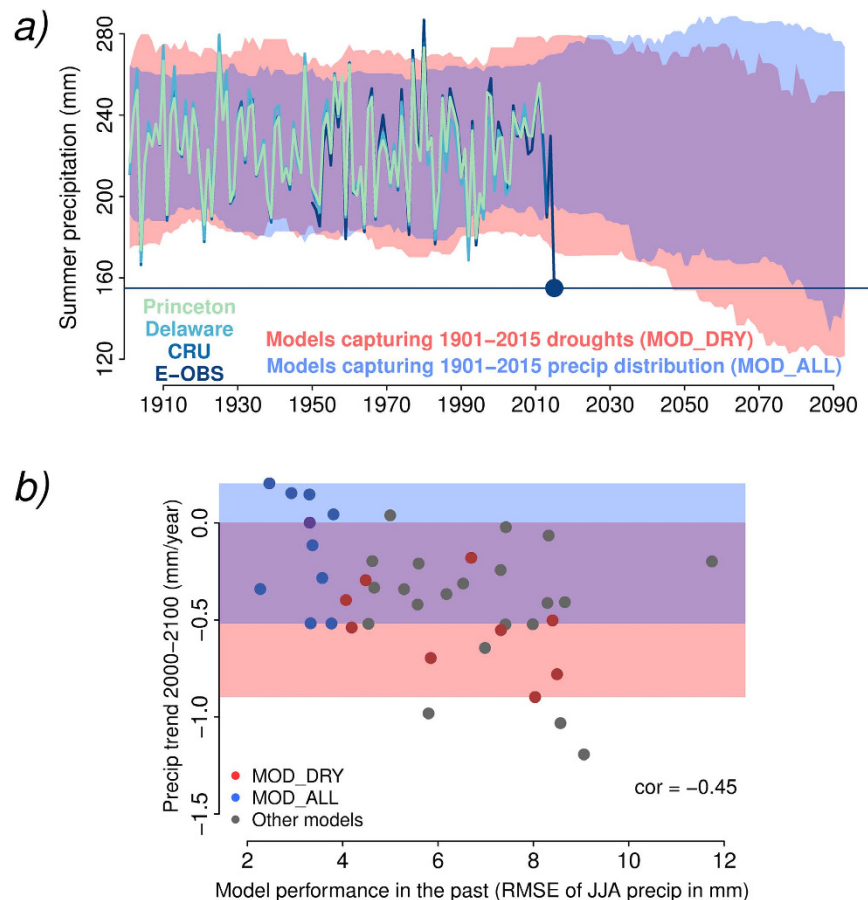 a)
Summer precipitation (mm)
280
240
200
160
120
Princeton
Delaware
CRU
E−OBS
Models capturing 1901−2015 droughts (MOD_DRY)
Models capturing 1901−2015 precip distribution (MOD_ALL)
1910 1930 1950 1970 1990 2010 2030 2050 2070 2090
b)
Precip trend 2000−2100 (mm/year)
0.0
−0.5
−1.0
−1.5
MOD_DRY
MOD_ALL
Other models
cor = −0.45
2 4 6 8 10 12
Model performance in the past (RMSE of JJA precip in mm)